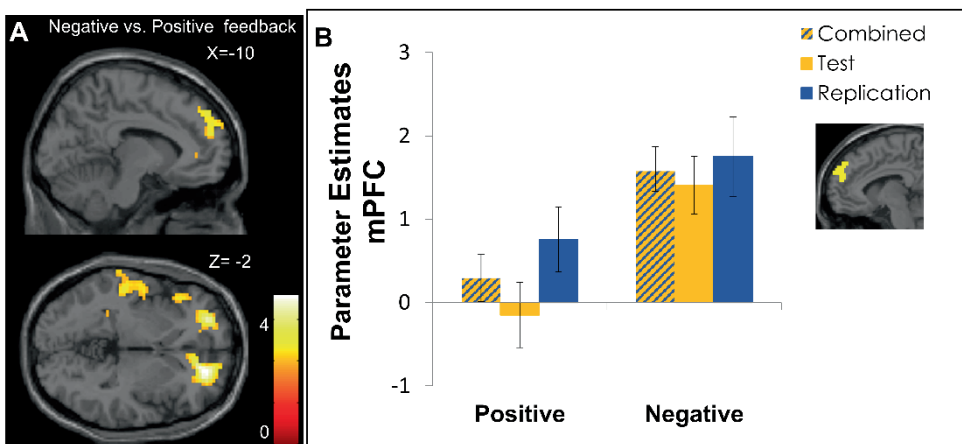 A
Negative vs. Positive feedback
X=-10
Z= -2
4
0
B
Parameter Estimates
mPFC
3
2
1
0
-1
Positive
Negative
Combined
Test
Replication